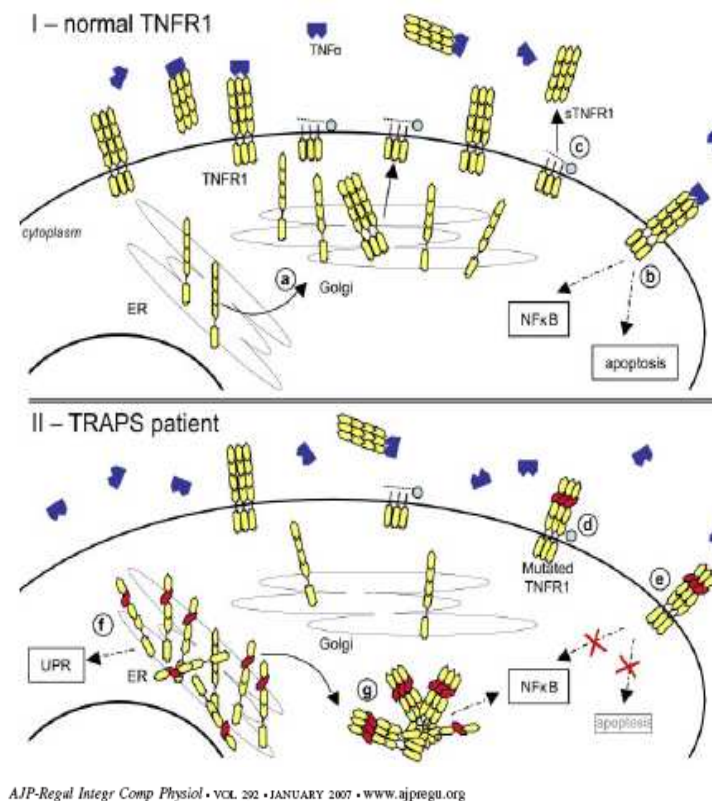 I – normal TNFR1
TNFα
sTNFR1
c
TNFR1
cytoplasm
a
b
ER
Golgi
NFκB
apoptosis
II – TRAPS patient
d
Mutated
TNFR1
e
f
Golgi
UPR
ER
g
NFκB
apoptosis
AJP-Regul Integr Comp Physiol • VOL 292 • JANUARY 2007 • www.ajpregu.org